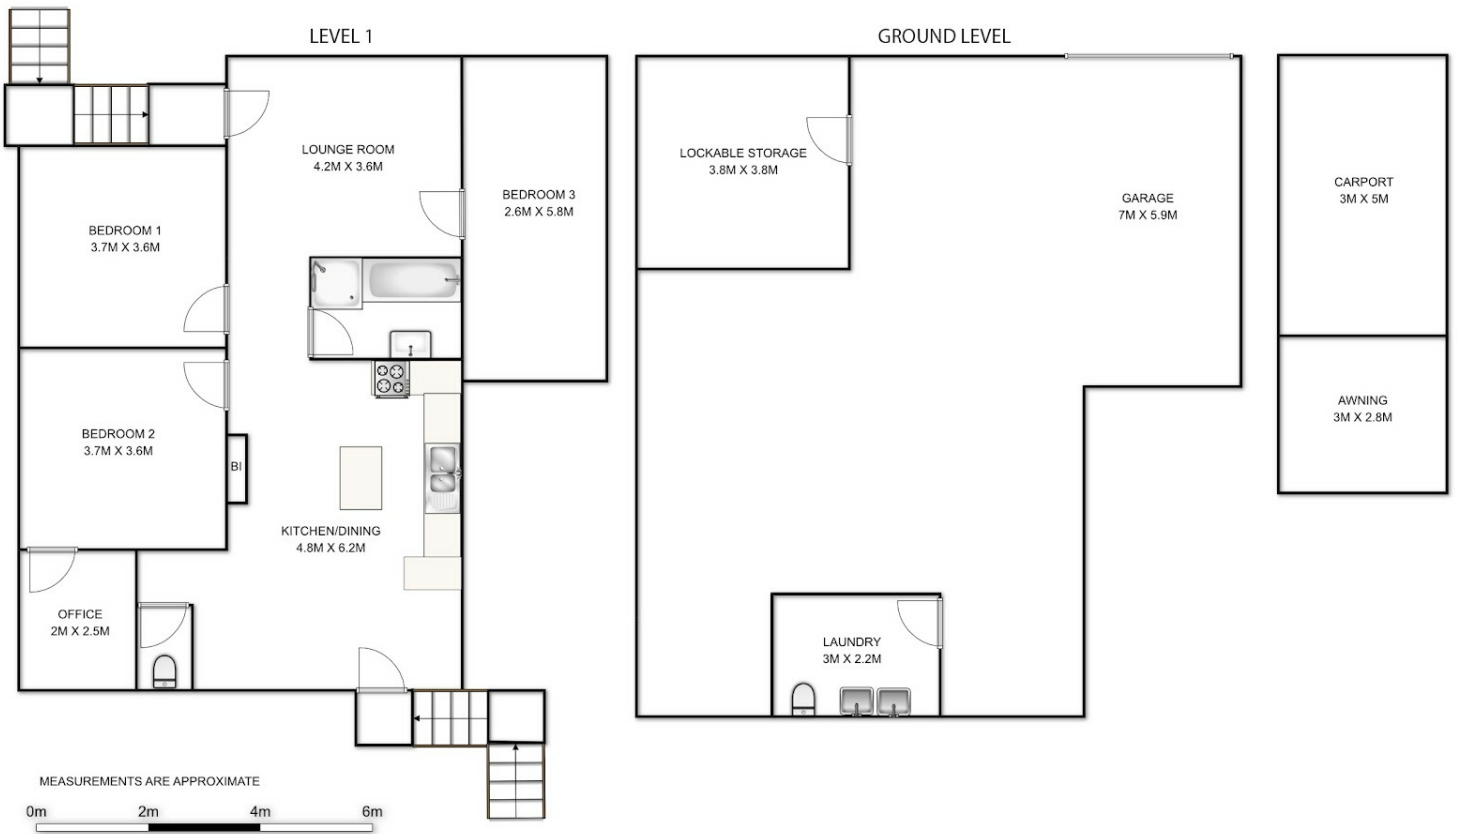 LEVEL 1
LOUNGE ROOM
4.2M X 3.6M
BEDROOM 3
2.6M X 5.8M
BEDROOM 1
3.7M X 3.6M
BEDROOM 2
3.7M X 3.6M
BI
KITCHEN/DINING
4.8M X 6.2M
OFFICE
2M X 2.5M
GROUND LEVEL
LOCKABLE STORAGE
3.8M X 3.8M
GARAGE
7M X 5.9M
LAUNDRY
3M X 2.2M
CARPORT
3M X 5M
AWNING
3M X 2.8M
MEASUREMENTS ARE APPROXIMATE
0m 2m 4m 6m